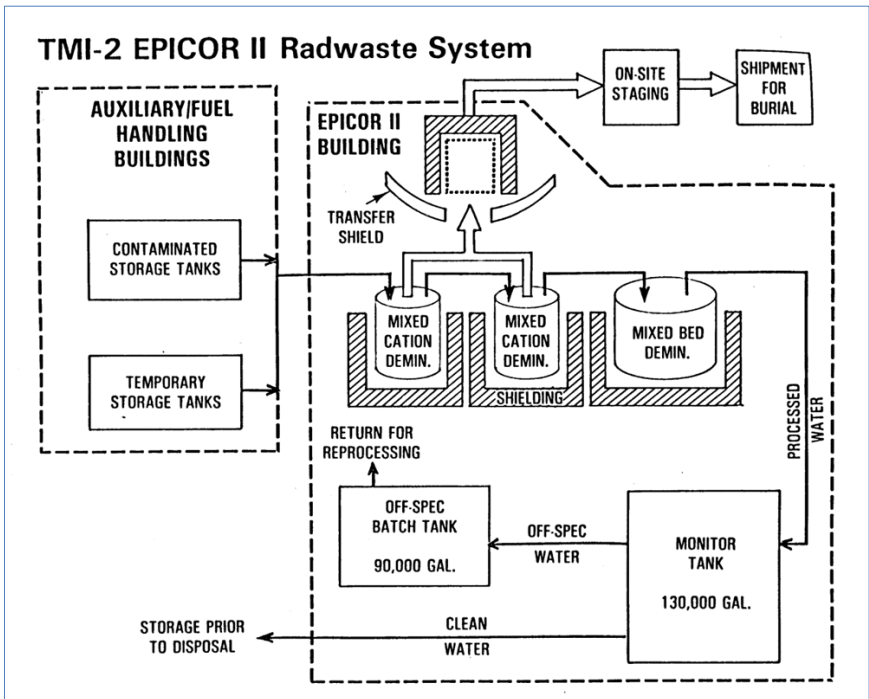 TMI-2 EPICOR II Radwaste System
AUXILIARY/FUEL
HANDLING
BUILDINGS
CONTAMINATED
STORAGE TANKS
TEMPORARY
STORAGE TANKS
EPICOR II
BUILDING
TRANSFER
SHIELD
ON-SITE
STAGING
SHIPMENT
FOR
BURIAL
MIXED
CATION
DEMIN.
MIXED
CATION
DEMIN.
MIXED BED
DEMIN.
SHIELDING
PROCESSED
WATER
RETURN FOR
REPROCESSING
OFF-SPEC
BATCH TANK
90,000 GAL.
OFF-SPEC
WATER
MONITOR
TANK
130,000 GAL.
CLEAN
WATER
STORAGE PRIOR
TO DISPOSAL